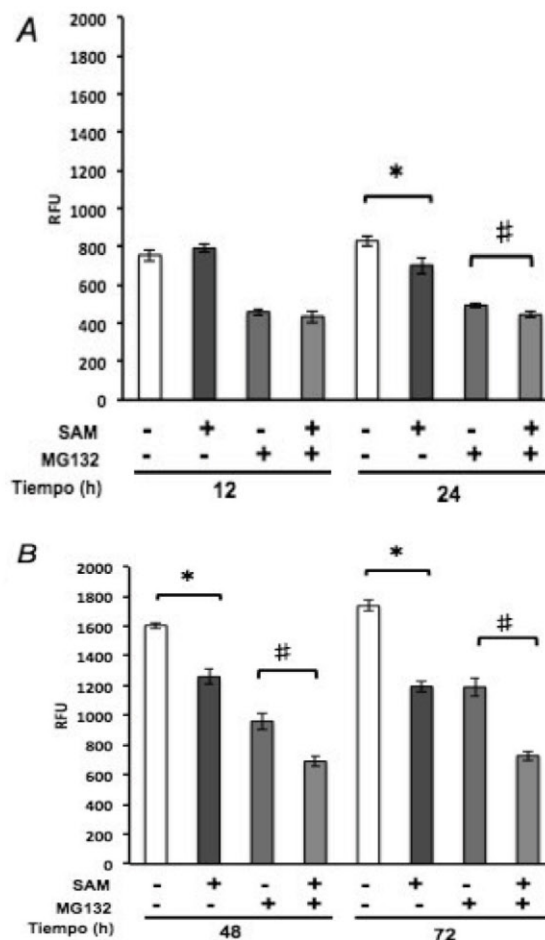 A
2000
1800
1600
1400
1200
1000
800
600
400
200
0
RFU
*
#
SAM - + - + - + - +
MG132 - - + + - - + +
Tiempo (h) 12 24
B
2000
1800
1600
1400
1200
1000
800
600
400
200
0
RFU
*
#
*
#
SAM - + - + - + - +
MG132 - - + + - - + +
Tiempo (h) 48 72